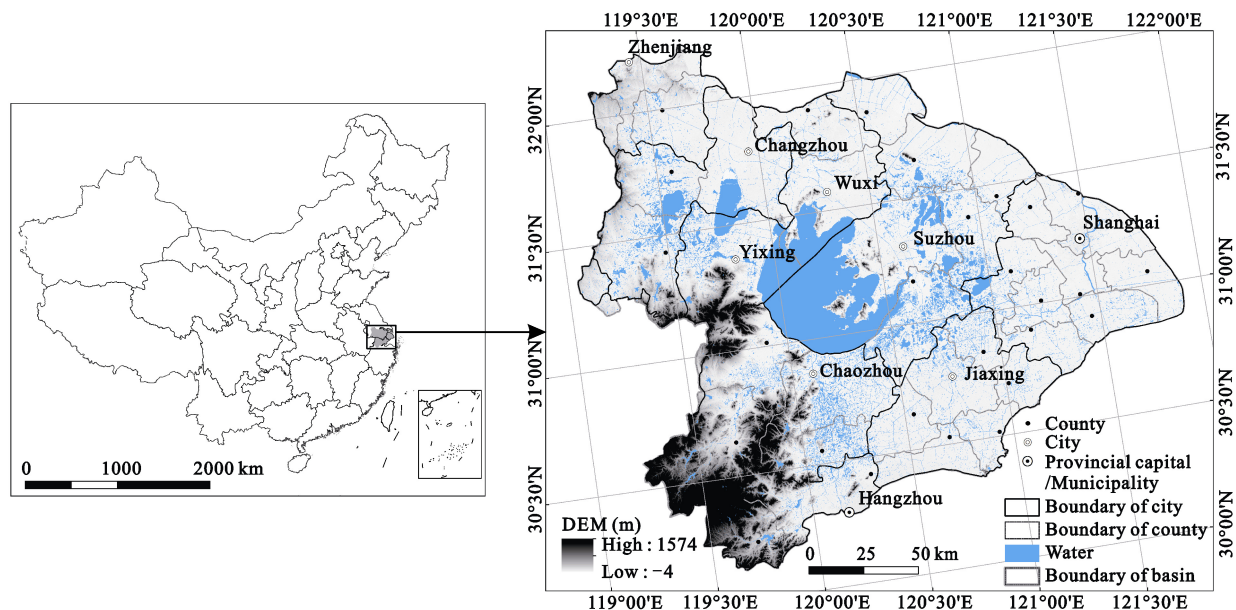 0 1000 2000 km
119°30'E 120°00'E 120°30'E 121°00'E 121°30'E 122°00'E
32°00'N
31°30'N
31°00'N
30°30'N
31°30'N
31°00'N
30°30'N
30°00'N
Zhenjiang
Changzhou
Wuxi
Shanghai
Suzhou
Yixing
Chaozhou
Jiaxing
Hangzhou
County
City
Provincial capital
/Municipality
Boundary of city
Boundary of county
Water
Boundary of basin
DEM (m)
High : 1574
Low : −4
0 25 50 km
119°00'E 119°30'E 120°00'E 120°30'E 121°00'E 121°30'E